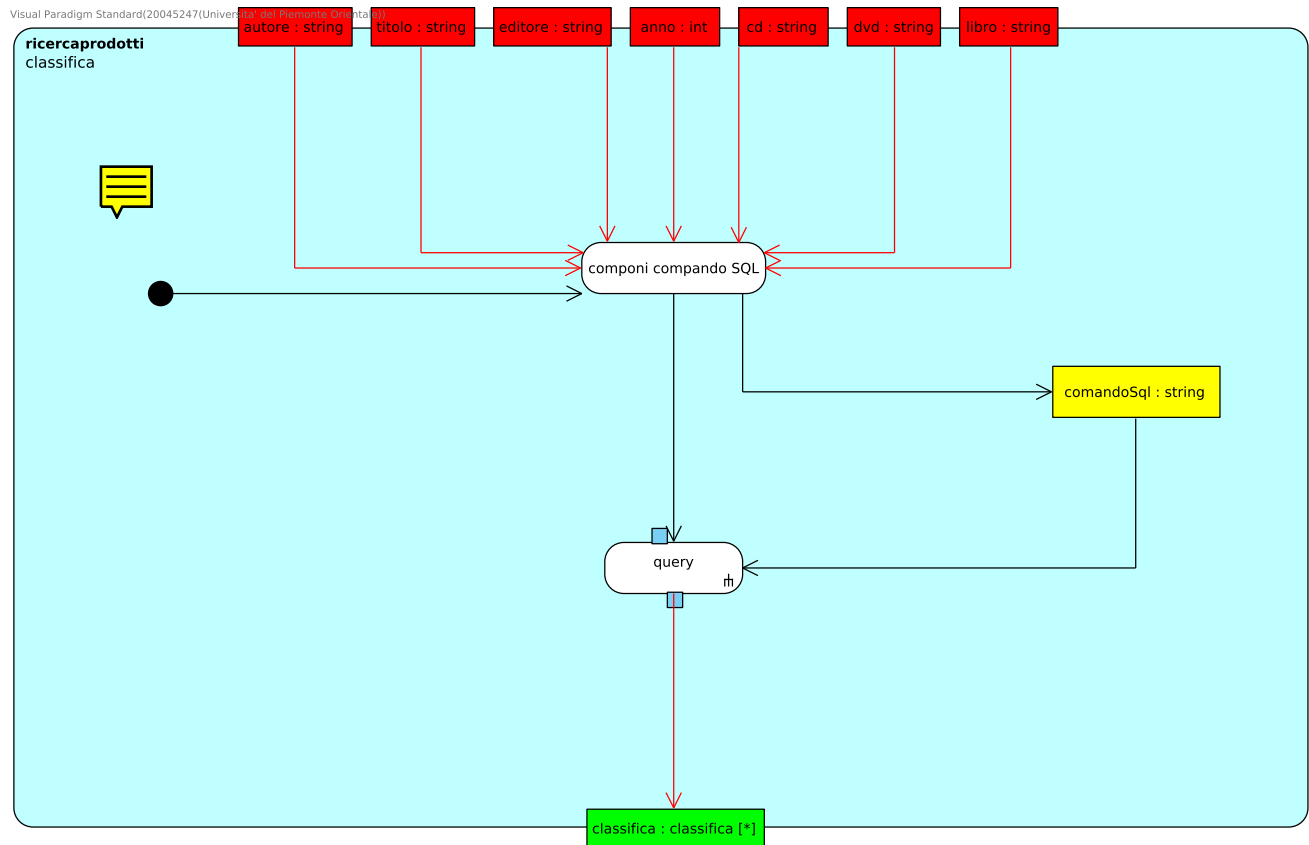 Visual Paradigm Standard(20045247(Universita' del Piemonte Orientale))
autore : string
titolo : string
editore : string
anno : int
cd : string
dvd : string
libro : string
ricercaprodotti
classifica
componi compando SQL
comandoSql : string
query
classifica : classifica [*]